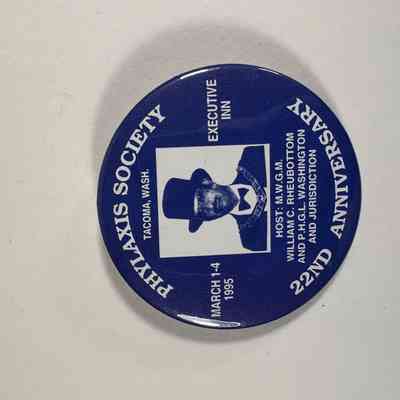 PHYLAXIS SOCIETY
TACOMA, WASH.
MARCH 1-4
1995
EXECUTIVE
INN
HOST: M.W.G.M.
WILLIAM C. RHEUBOTTOM
AND P.H.G.L. WASHINGTON
AND JURISDICTION
22ND ANNIVERSARY